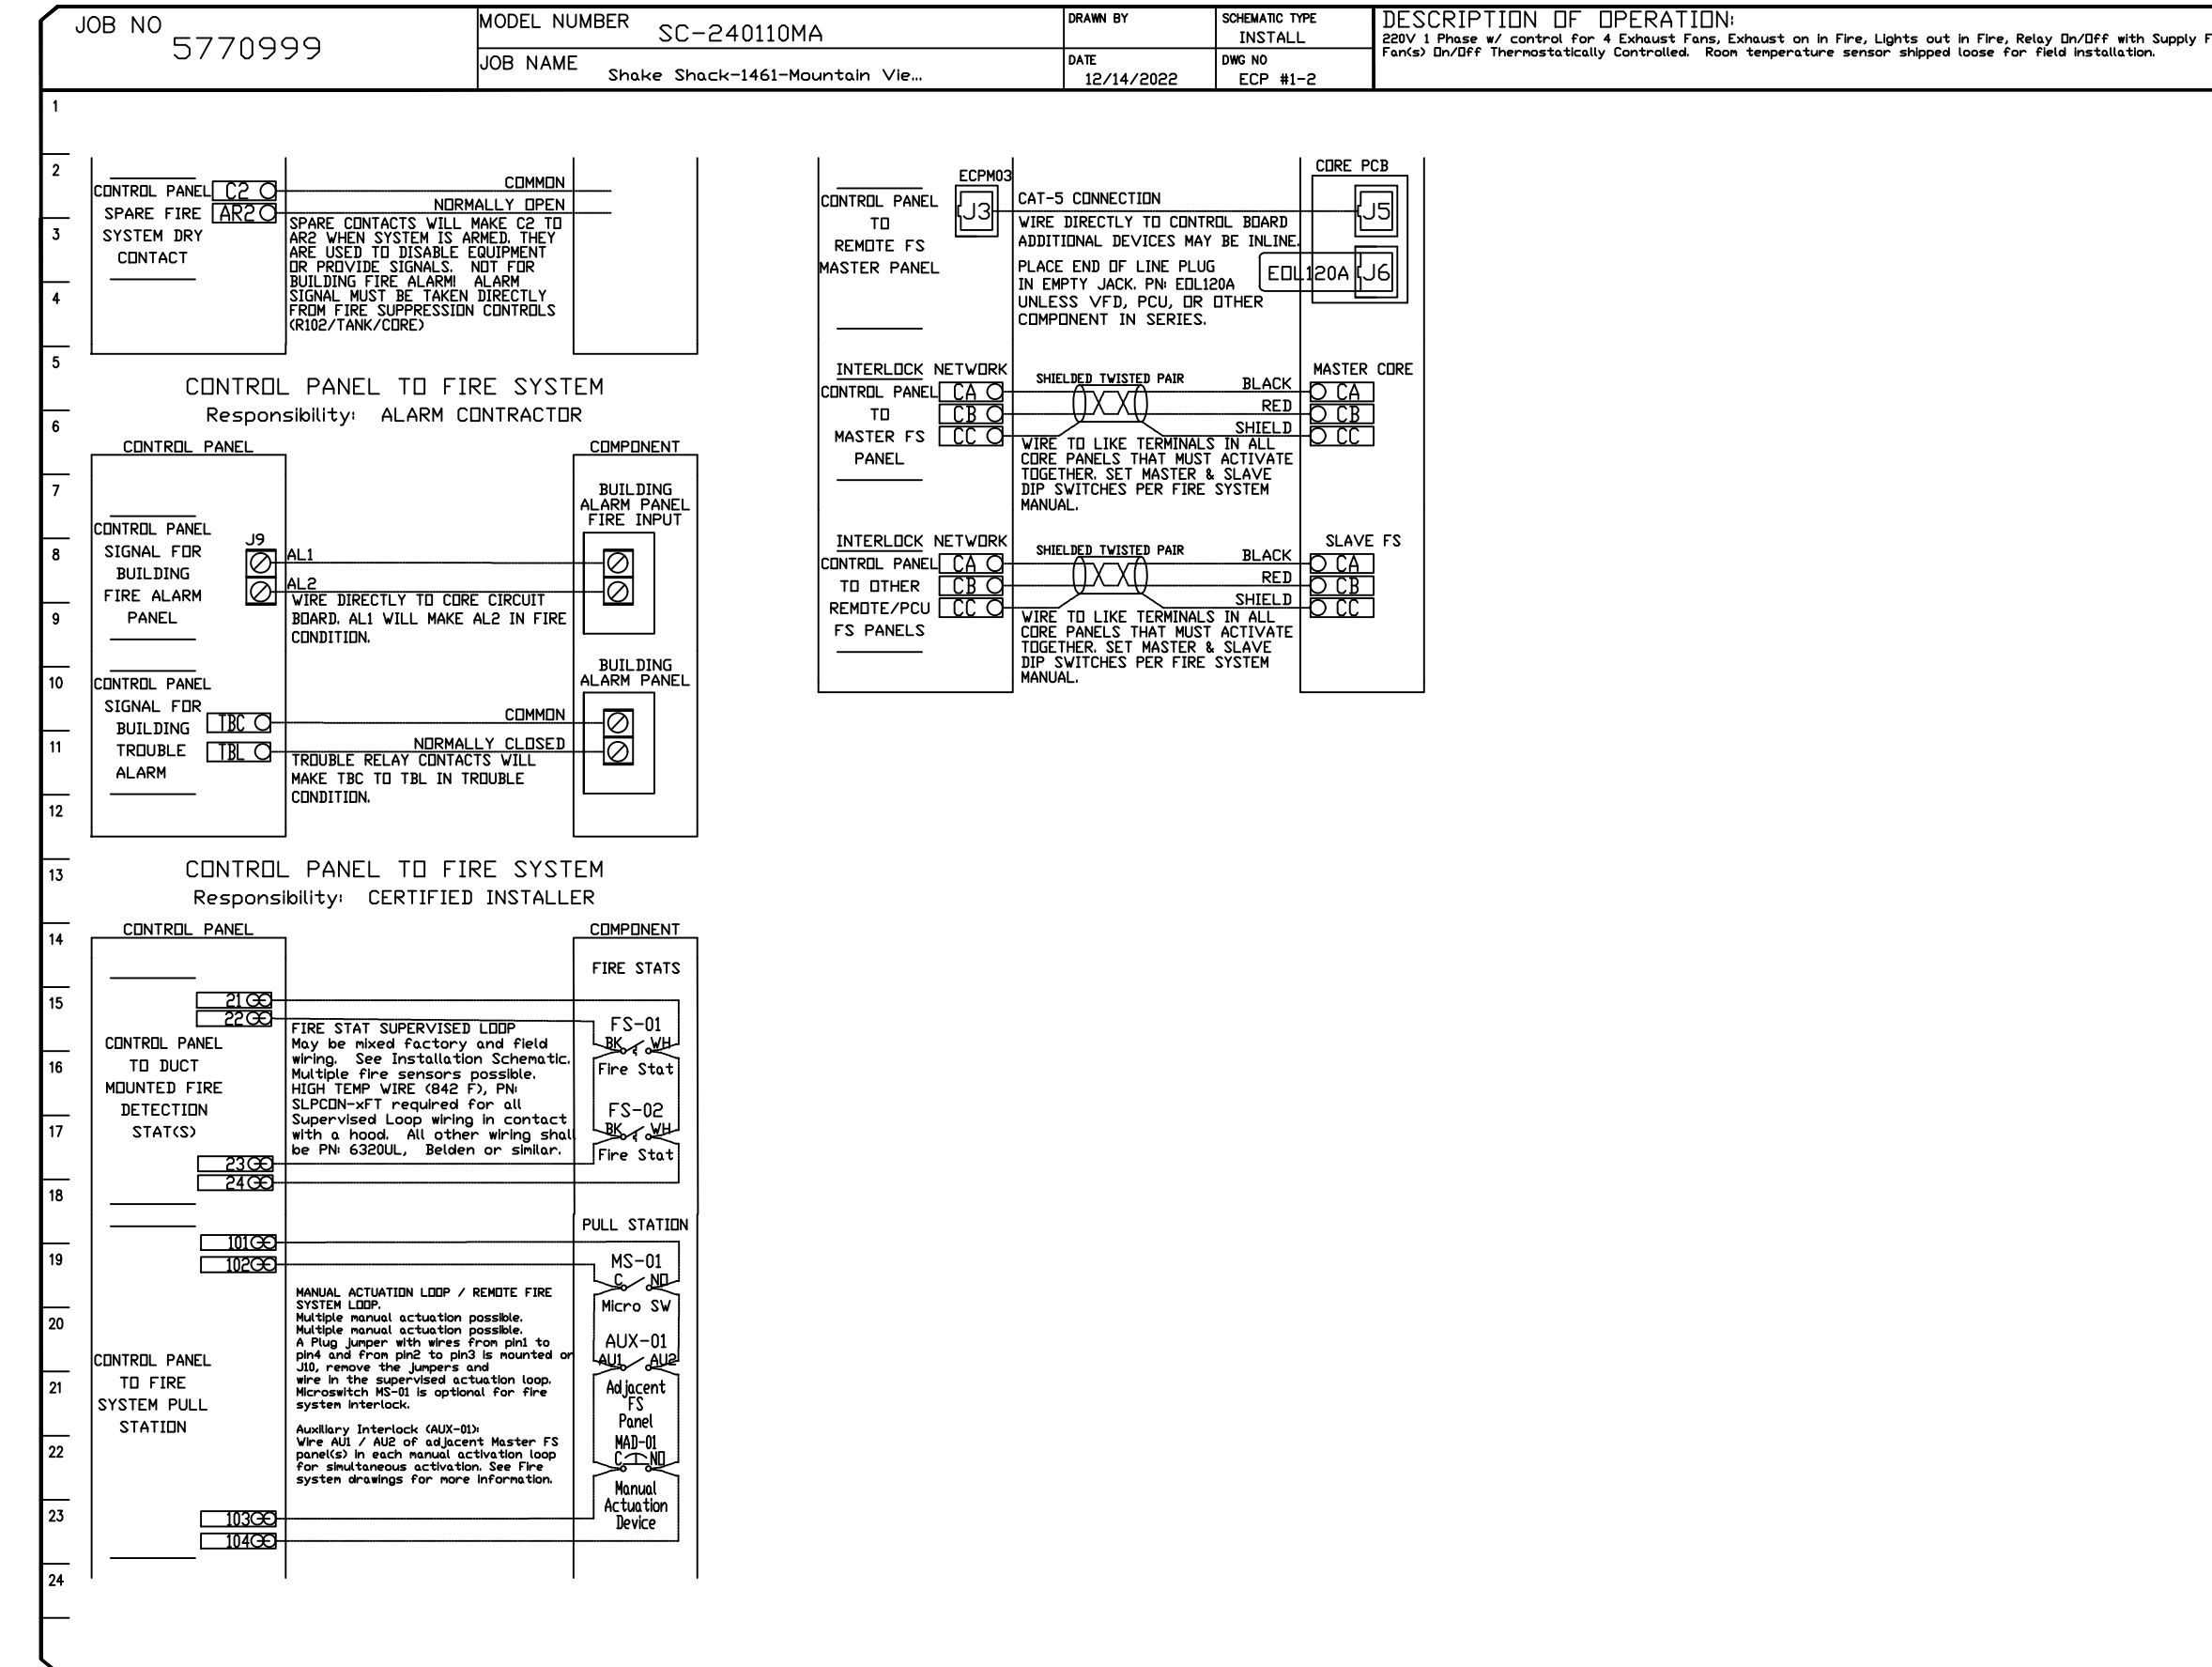 JOB NO
5770999
MODEL NUMBER
SC-240110MA
JOB NAME
Shake Shack-1461-Mountain Vie...
DRAWN BY
DATE
12/14/2022
SCHEMATIC TYPE
INSTALL
DWG NO
ECP #1-2
DESCRIPTION OF OPERATION:
220V 1 Phase w/ control for 4 Exhaust Fans, Exhaust on in Fire, Lights out in Fire, Relay On/Off with Supply F
Fan(s) On/Off Thermostatically Controlled. Room temperature sensor shipped loose for field installation.
1
2
3
4
5
6
7
8
9
10
11
12
13
14
15
16
17
18
19
20
21
22
23
24
CONTROL PANEL
SPARE FIRE
SYSTEM DRY
CONTACT
C2
AR2
COMMON
NORMALLY OPEN
SPARE CONTACTS WILL MAKE C2 TO
AR2 WHEN SYSTEM IS ARMED. THEY
ARE USED TO DISABLE EQUIPMENT
OR PROVIDE SIGNALS. NOT FOR
BUILDING FIRE ALARM! ALARM
SIGNAL MUST BE TAKEN DIRECTLY
FROM FIRE SUPPRESSION CONTROLS
(R102/TANK/CORE)
CONTROL PANEL TO FIRE SYSTEM
Responsibility: ALARM CONTRACTOR
CONTROL PANEL
COMPONENT
CONTROL PANEL
SIGNAL FOR
BUILDING
FIRE ALARM
PANEL
J9
AL1
AL2
WIRE DIRECTLY TO CORE CIRCUIT
BOARD. AL1 WILL MAKE AL2 IN FIRE
CONDITION.
BUILDING
ALARM PANEL
FIRE INPUT
CONTROL PANEL
SIGNAL FOR
BUILDING
TROUBLE
ALARM
TBC
TBL
COMMON
NORMALLY CLOSED
TROUBLE RELAY CONTACTS WILL
MAKE TBC TO TBL IN TROUBLE
CONDITION.
BUILDING
ALARM PANEL
CONTROL PANEL TO FIRE SYSTEM
Responsibility: CERTIFIED INSTALLER
CONTROL PANEL
COMPONENT
CONTROL PANEL
TO DUCT
MOUNTED FIRE
DETECTION
STAT(S)
21
22
23
24
FIRE STAT SUPERVISED LOOP
May be mixed factory and field
wiring. See Installation Schematic.
Multiple fire sensors possible.
HIGH TEMP WIRE (842 F), PN:
SLPCON-xFT required for all
Supervised Loop wiring in contact
with a hood. All other wiring shall
be PN: 6320UL, Belden or similar.
FIRE STATS
FS-01
BK WH
Fire Stat
FS-02
BK WH
Fire Stat
CONTROL PANEL
TO FIRE
SYSTEM PULL
STATION
101
102
103
104
MANUAL ACTUATION LOOP / REMOTE FIRE
SYSTEM LOOP.
Multiple manual actuation possible.
Multiple manual actuation possible.
A Plug jumper with wires from pin1 to
pin4 and from pin2 to pin3 is mounted on
J10, remove the jumpers and
wire in the supervised actuation loop.
Microswitch MS-01 is optional for fire
system interlock.
Auxiliary Interlock (AUX-01):
Wire AU1 / AU2 of adjacent Master FS
panel(s) in each manual activation loop
for simultaneous activation. See Fire
system drawings for more information.
PULL STATION
MS-01
C NO
Micro SW
AUX-01
AU1 AU2
Adjacent
FS
Panel
MAD-01
C NO
Manual
Actuation
Device
CONTROL PANEL
TO
REMOTE FS
MASTER PANEL
ECPM03
J3
CAT-5 CONNECTION
WIRE DIRECTLY TO CONTROL BOARD
ADDITIONAL DEVICES MAY BE INLINE.
PLACE END OF LINE PLUG
IN EMPTY JACK. PN: EOL120A
UNLESS VFD, PCU, OR OTHER
COMPONENT IN SERIES.
CORE PCB
J5
EOL120A
J6
INTERLOCK NETWORK
CONTROL PANEL
TO
MASTER FS
PANEL
CA
CB
CC
SHIELDED TWISTED PAIR
BLACK
RED
SHIELD
WIRE TO LIKE TERMINALS IN ALL
CORE PANELS THAT MUST ACTIVATE
TOGETHER. SET MASTER & SLAVE
DIP SWITCHES PER FIRE SYSTEM
MANUAL.
MASTER CORE
CA
CB
CC
INTERLOCK NETWORK
CONTROL PANEL
TO OTHER
REMOTE/PCU
FS PANELS
CA
CB
CC
SHIELDED TWISTED PAIR
BLACK
RED
SHIELD
WIRE TO LIKE TERMINALS IN ALL
CORE PANELS THAT MUST ACTIVATE
TOGETHER. SET MASTER & SLAVE
DIP SWITCHES PER FIRE SYSTEM
MANUAL.
SLAVE FS
CA
CB
CC